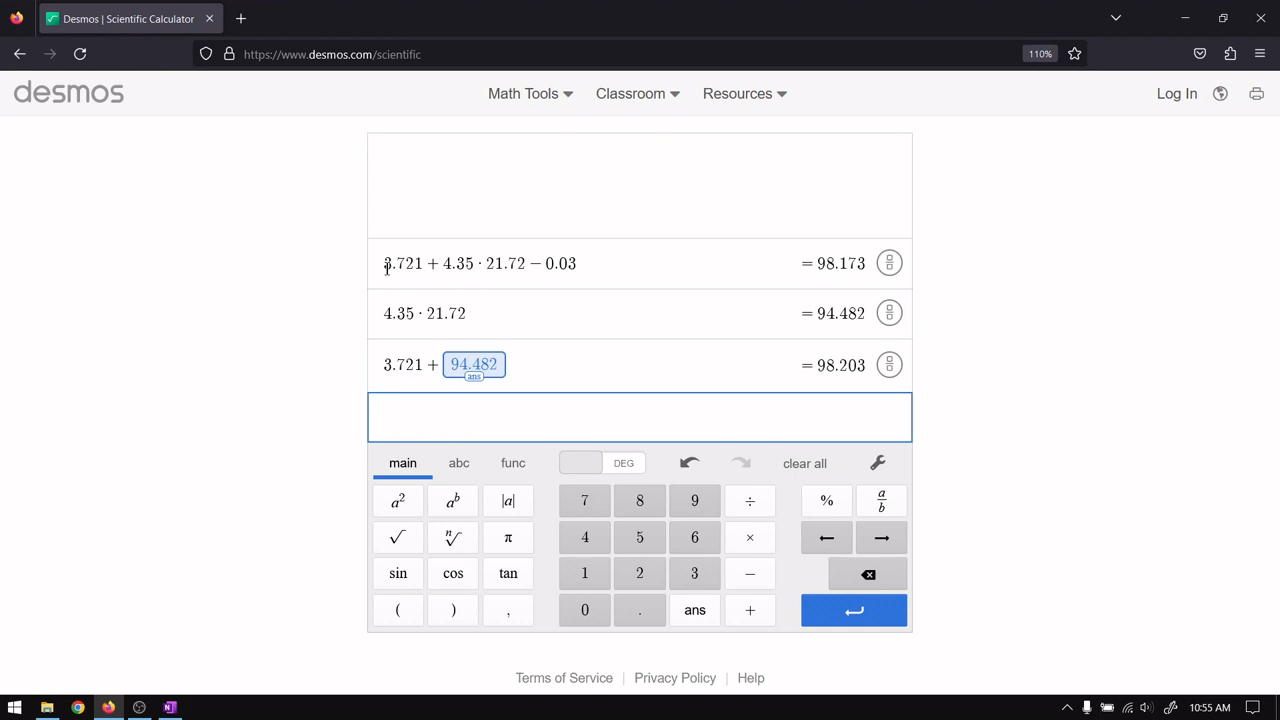 Desmos | Scientific Calculator
https://www.desmos.com/scientific 110%
desmos Math Tools Classroom Resources Log In
3.721 + 4.35 · 21.72 − 0.03 = 98.173
4.35 · 21.72 = 94.482
3.721 + 94.482 = 98.203
ans
main abc func DEG clear all
a² aᵇ |a| 7 8 9 ÷ % a/b
√ ⁿ√ π 4 5 6 × ← →
sin cos tan 1 2 3 −
( ) , 0 . ans +
Terms of Service | Privacy Policy | Help
10:55 AM